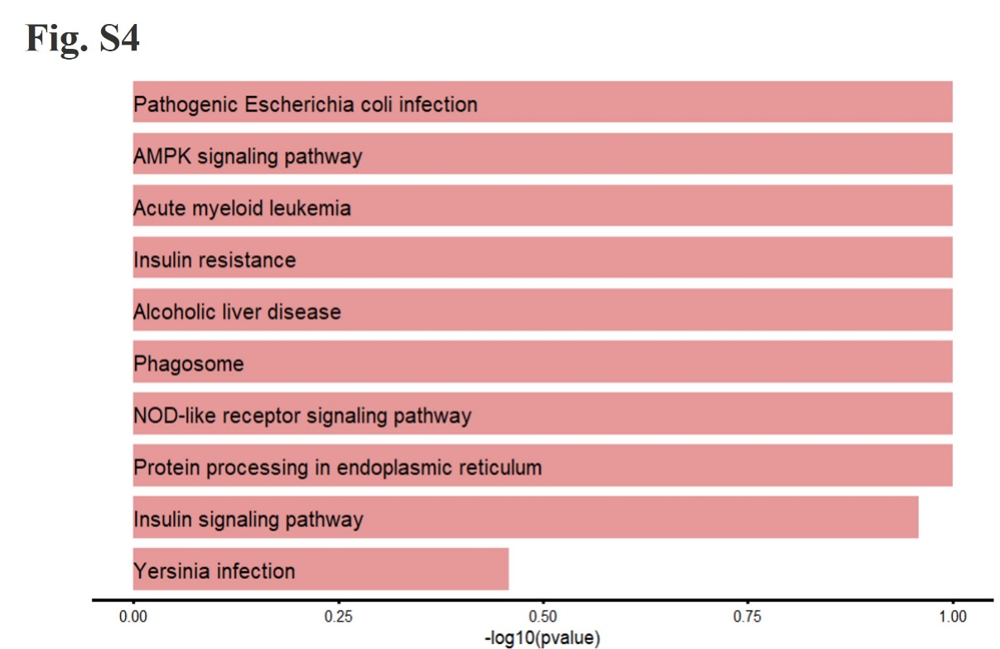 Fig. S4
Pathogenic Escherichia coli infection
AMPK signaling pathway
Acute myeloid leukemia
Insulin resistance
Alcoholic liver disease
Phagosome
NOD-like receptor signaling pathway
Protein processing in endoplasmic reticulum
Insulin signaling pathway
Yersinia infection
0.00 0.25 0.50 0.75 1.00
-log10(pvalue)